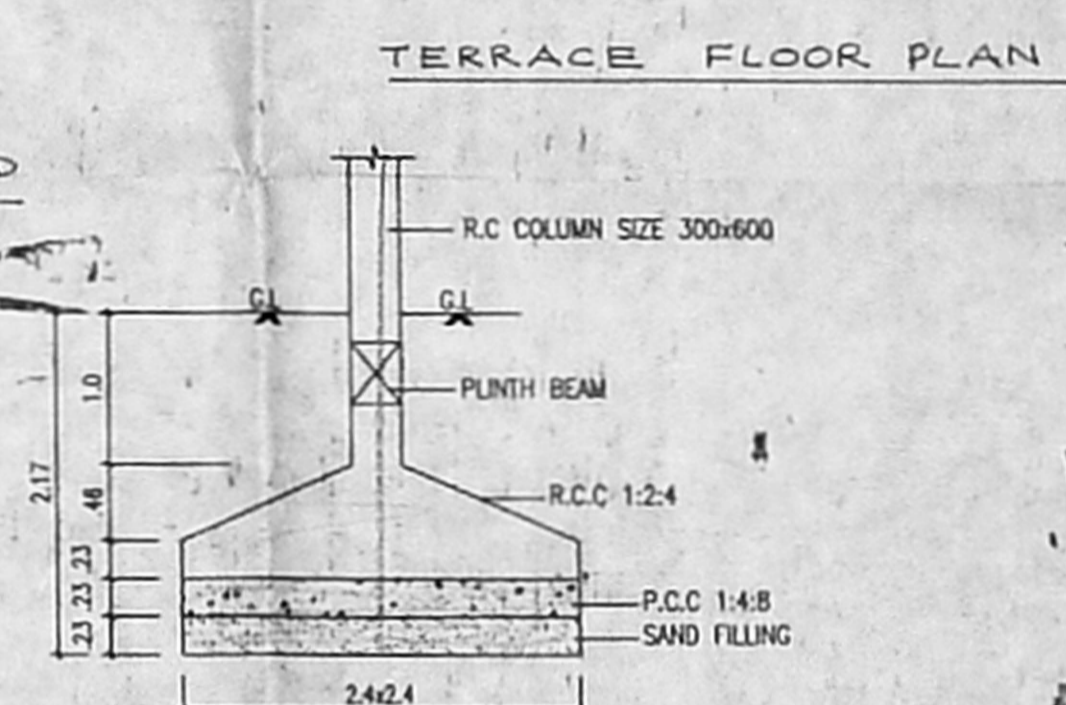 TERRACE FLOOR PLAN
R.C COLUMN SIZE 300x600
G.L G.L
PLINTH BEAM
1.0
2.17
.46
R.C.C 1:2:4
.23
.23
P.C.C 1:4:8
.23
SAND FILLING
2.4x2.4